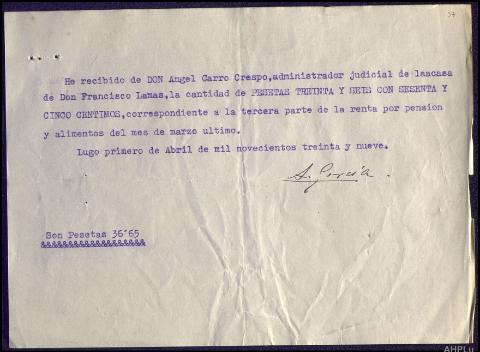 37
He recibido de DON Angel Carro Crespo,administrador judicial de lascasa
de Don Francisco Lamas,la cantidad de PESETAS TREINTA Y SEIS CON SESENTA Y
CINCO CENTIMOS,correspondiente a la tercera parte de la renta por pension
y alimentos del mes de marzo ultimo.
Lugo primero de Abril de mil novecientos treinta y nueve.
A. García.
Son Pesetas 36'65
&&&&&&&&&&&&&&&&&&&
AHPLu